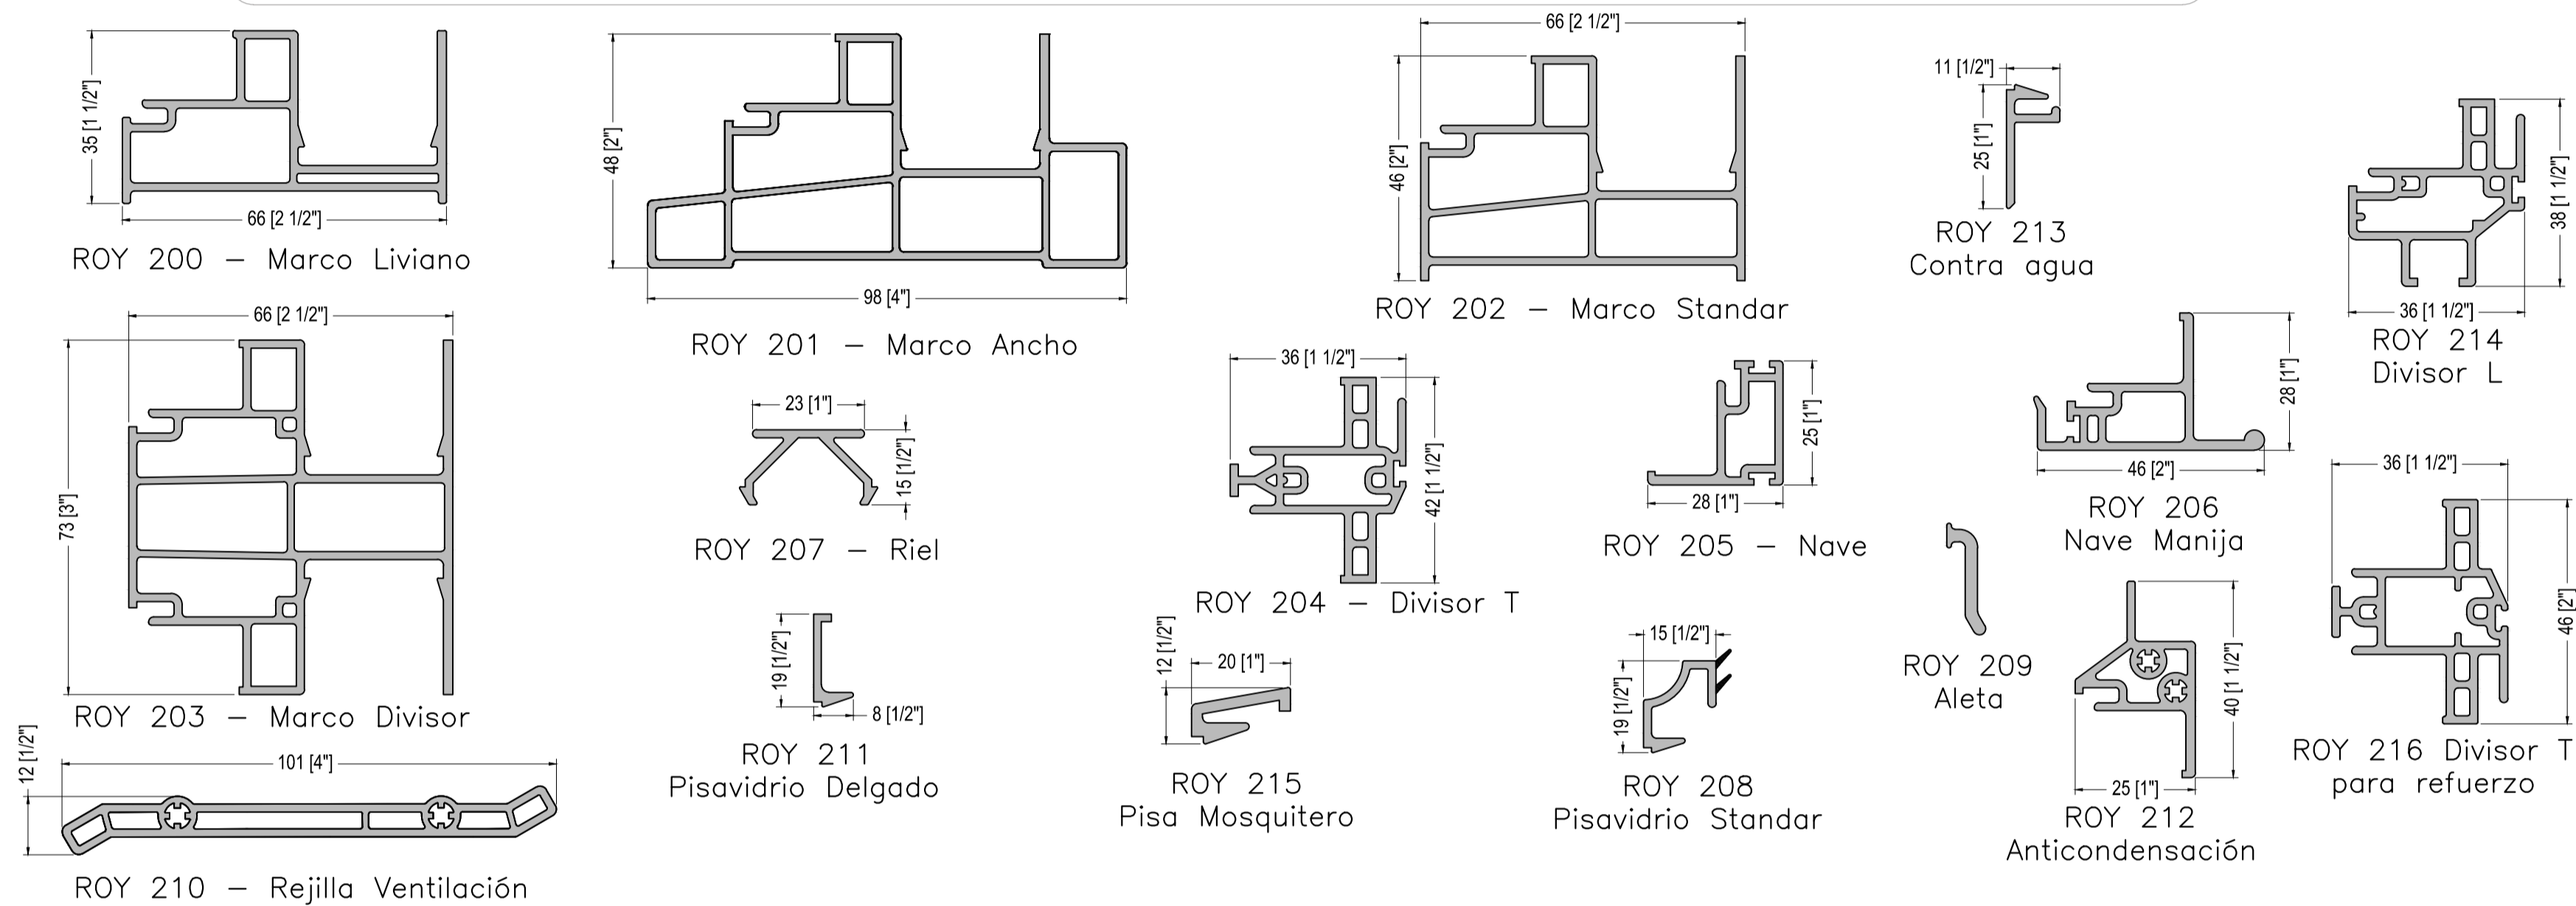 35 [1 1/2"]
66 [2 1/2"]
ROY 200 – Marco Liviano
48 [2"]
98 [4"]
ROY 201 – Marco Ancho
66 [2 1/2"]
46 [2"]
ROY 202 – Marco Standar
11 [1/2"]
25 [1"]
ROY 213
Contra agua
38 [1 1/2"]
36 [1 1/2"]
ROY 214
Divisor L
66 [2 1/2"]
73 [3"]
ROY 203 – Marco Divisor
23 [1"]
15 [1/2"]
ROY 207 – Riel
36 [1 1/2"]
42 [1 1/2"]
ROY 204 – Divisor T
25 [1"]
28 [1"]
ROY 205 – Nave
28 [1"]
46 [2"]
ROY 206
Nave Manija
36 [1 1/2"]
46 [2"]
ROY 216 Divisor T
para refuerzo
12 [1/2"]
101 [4"]
ROY 210 – Rejilla Ventilación
19 [1/2"]
8 [1/2"]
ROY 211
Pisavidrio Delgado
12 [1/2"]
20 [1"]
ROY 215
Pisa Mosquitero
15 [1/2"]
19 [1/2"]
ROY 208
Pisavidrio Standar
ROY 209
Aleta
40 [1 1/2"]
25 [1"]
ROY 212
Anticondensación